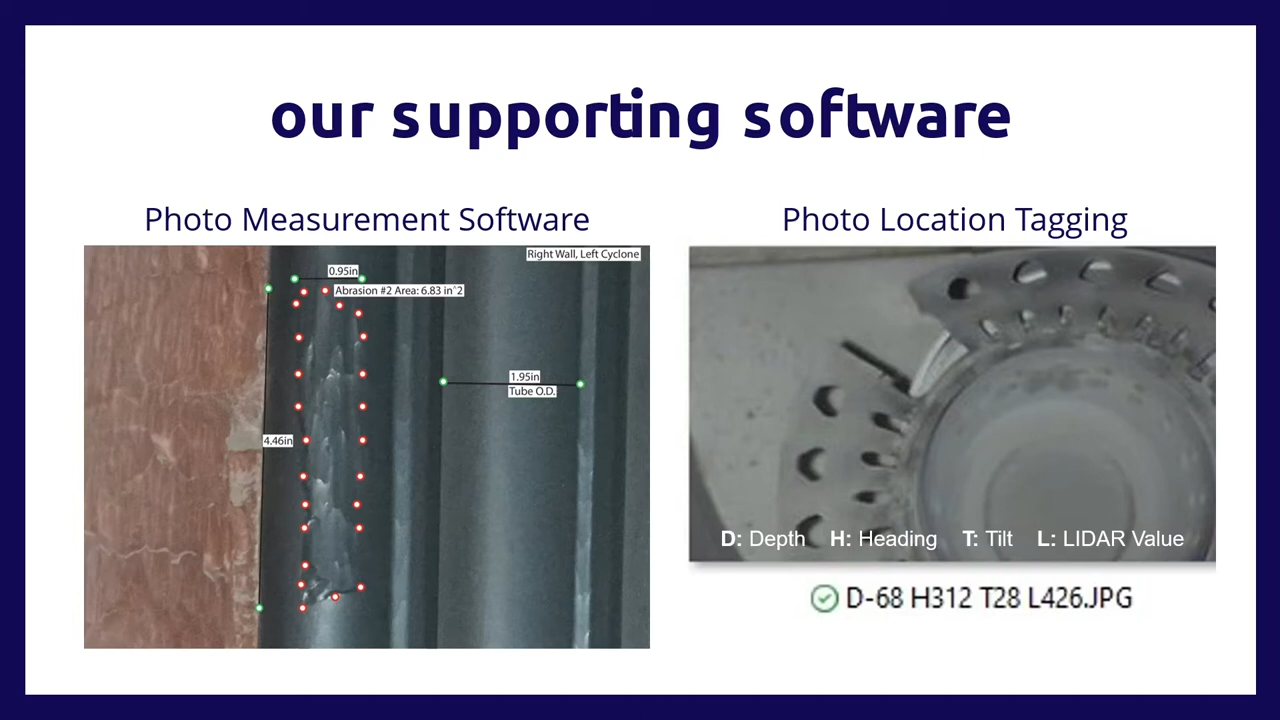 our supporting software
Photo Measurement Software
Right Wall, Left Cyclone
0.95in
Abrasion #2 Area: 6.83 in^2
1.95in
Tube O.D.
4.46in
Photo Location Tagging
D: Depth H: Heading T: Tilt L: LIDAR Value
D-68 H312 T28 L426.JPG